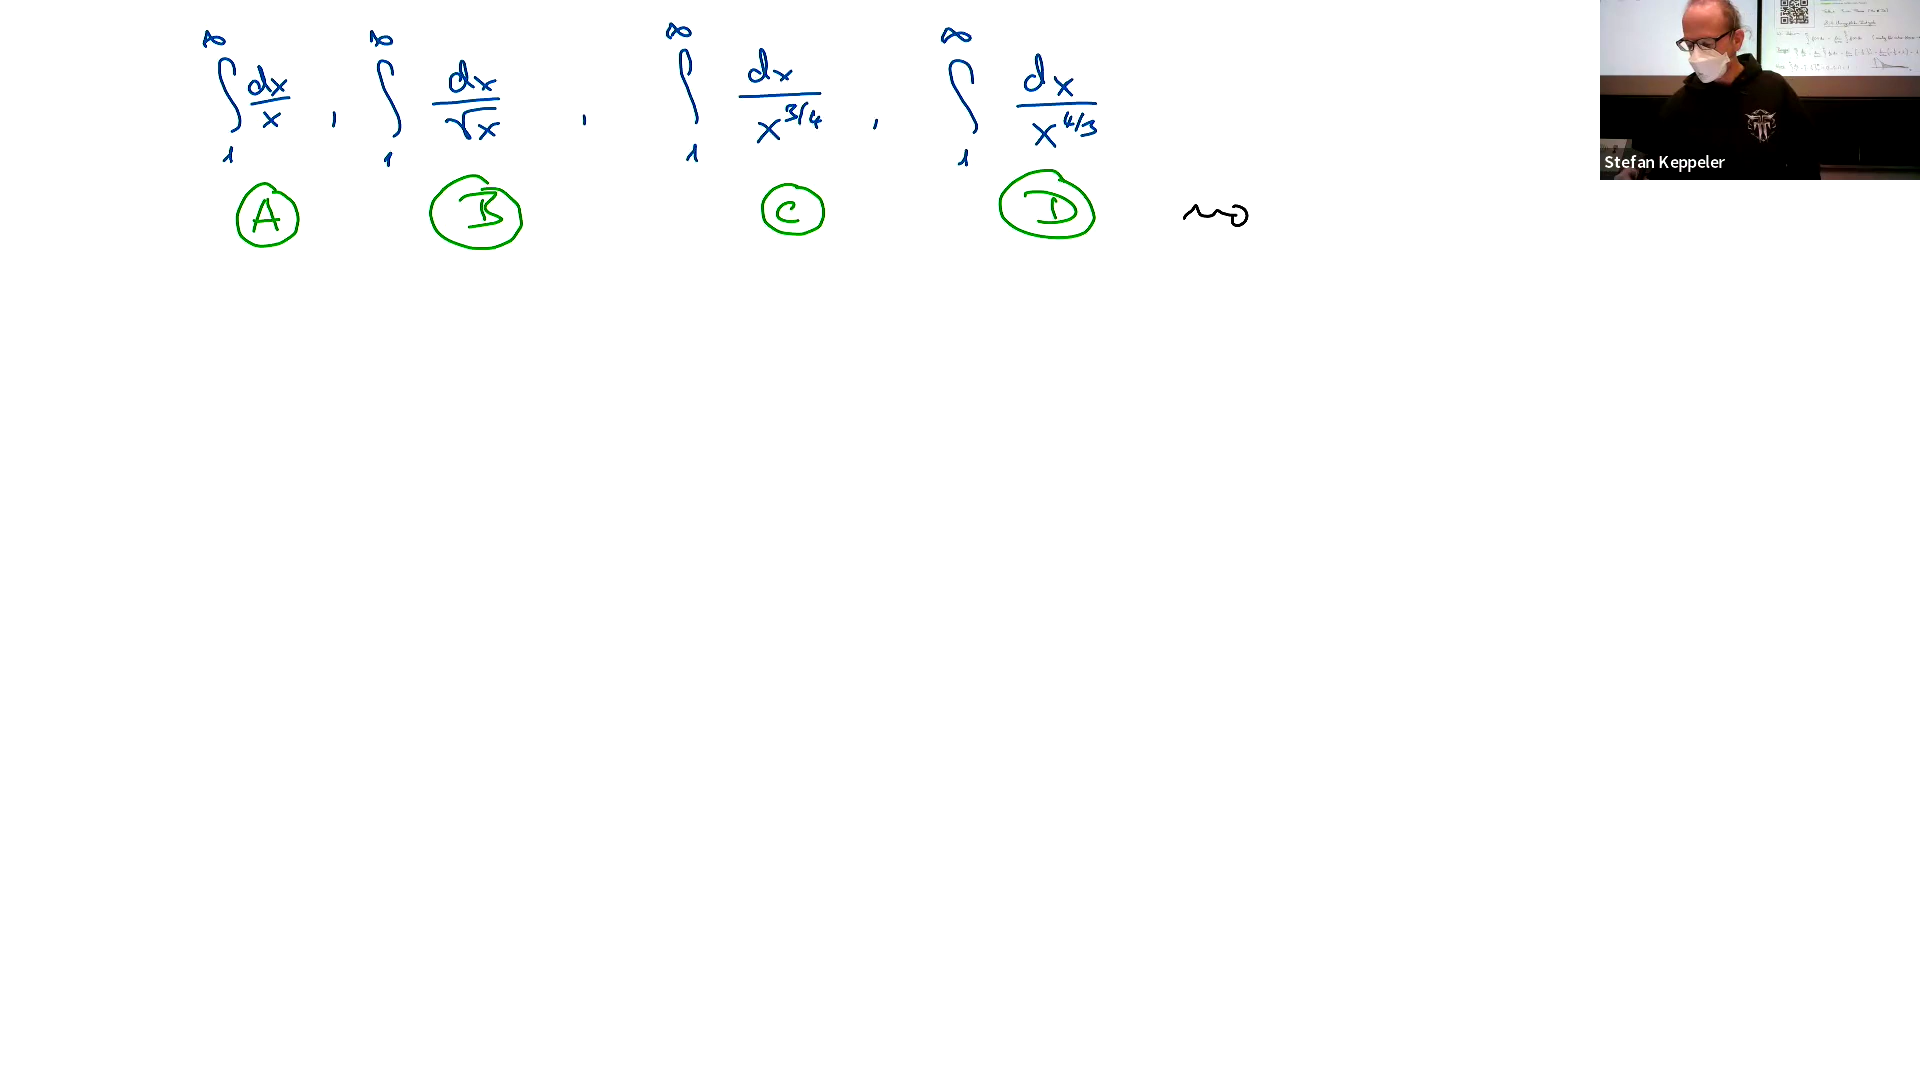 ∫₁^∞ dx/x , ∫₁^∞ dx/√x , ∫₁^∞ dx/x^{3/4} , ∫₁^∞ dx/x^{4/3}
A B C D
Stefan Keppeler